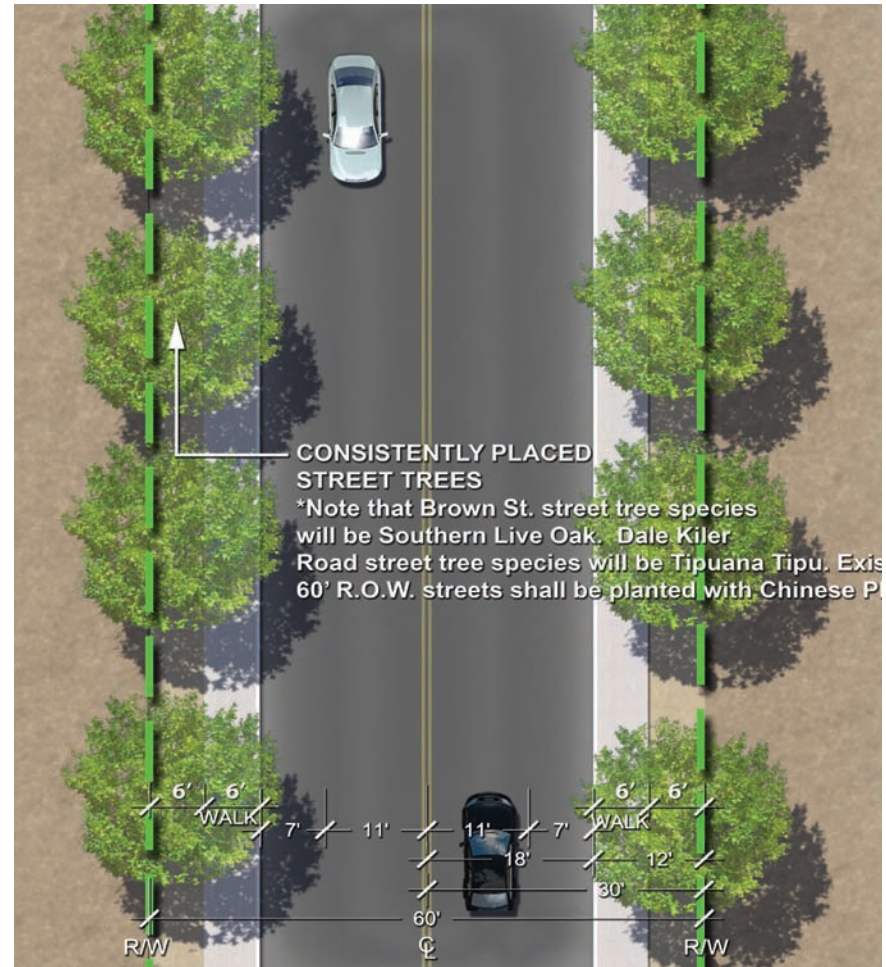 CONSISTENTLY PLACED
STREET TREES
*Note that Brown St. street tree species
will be Southern Live Oak. Dale Kiler
Road street tree species will be Tipuana Tipu.
60' R.O.W. streets shall be planted with Chinese
6' 6' 6' 6'
WALK WALK
7' 11' 11' 7'
18' 12'
30'
60'
R/W ℄ R/W